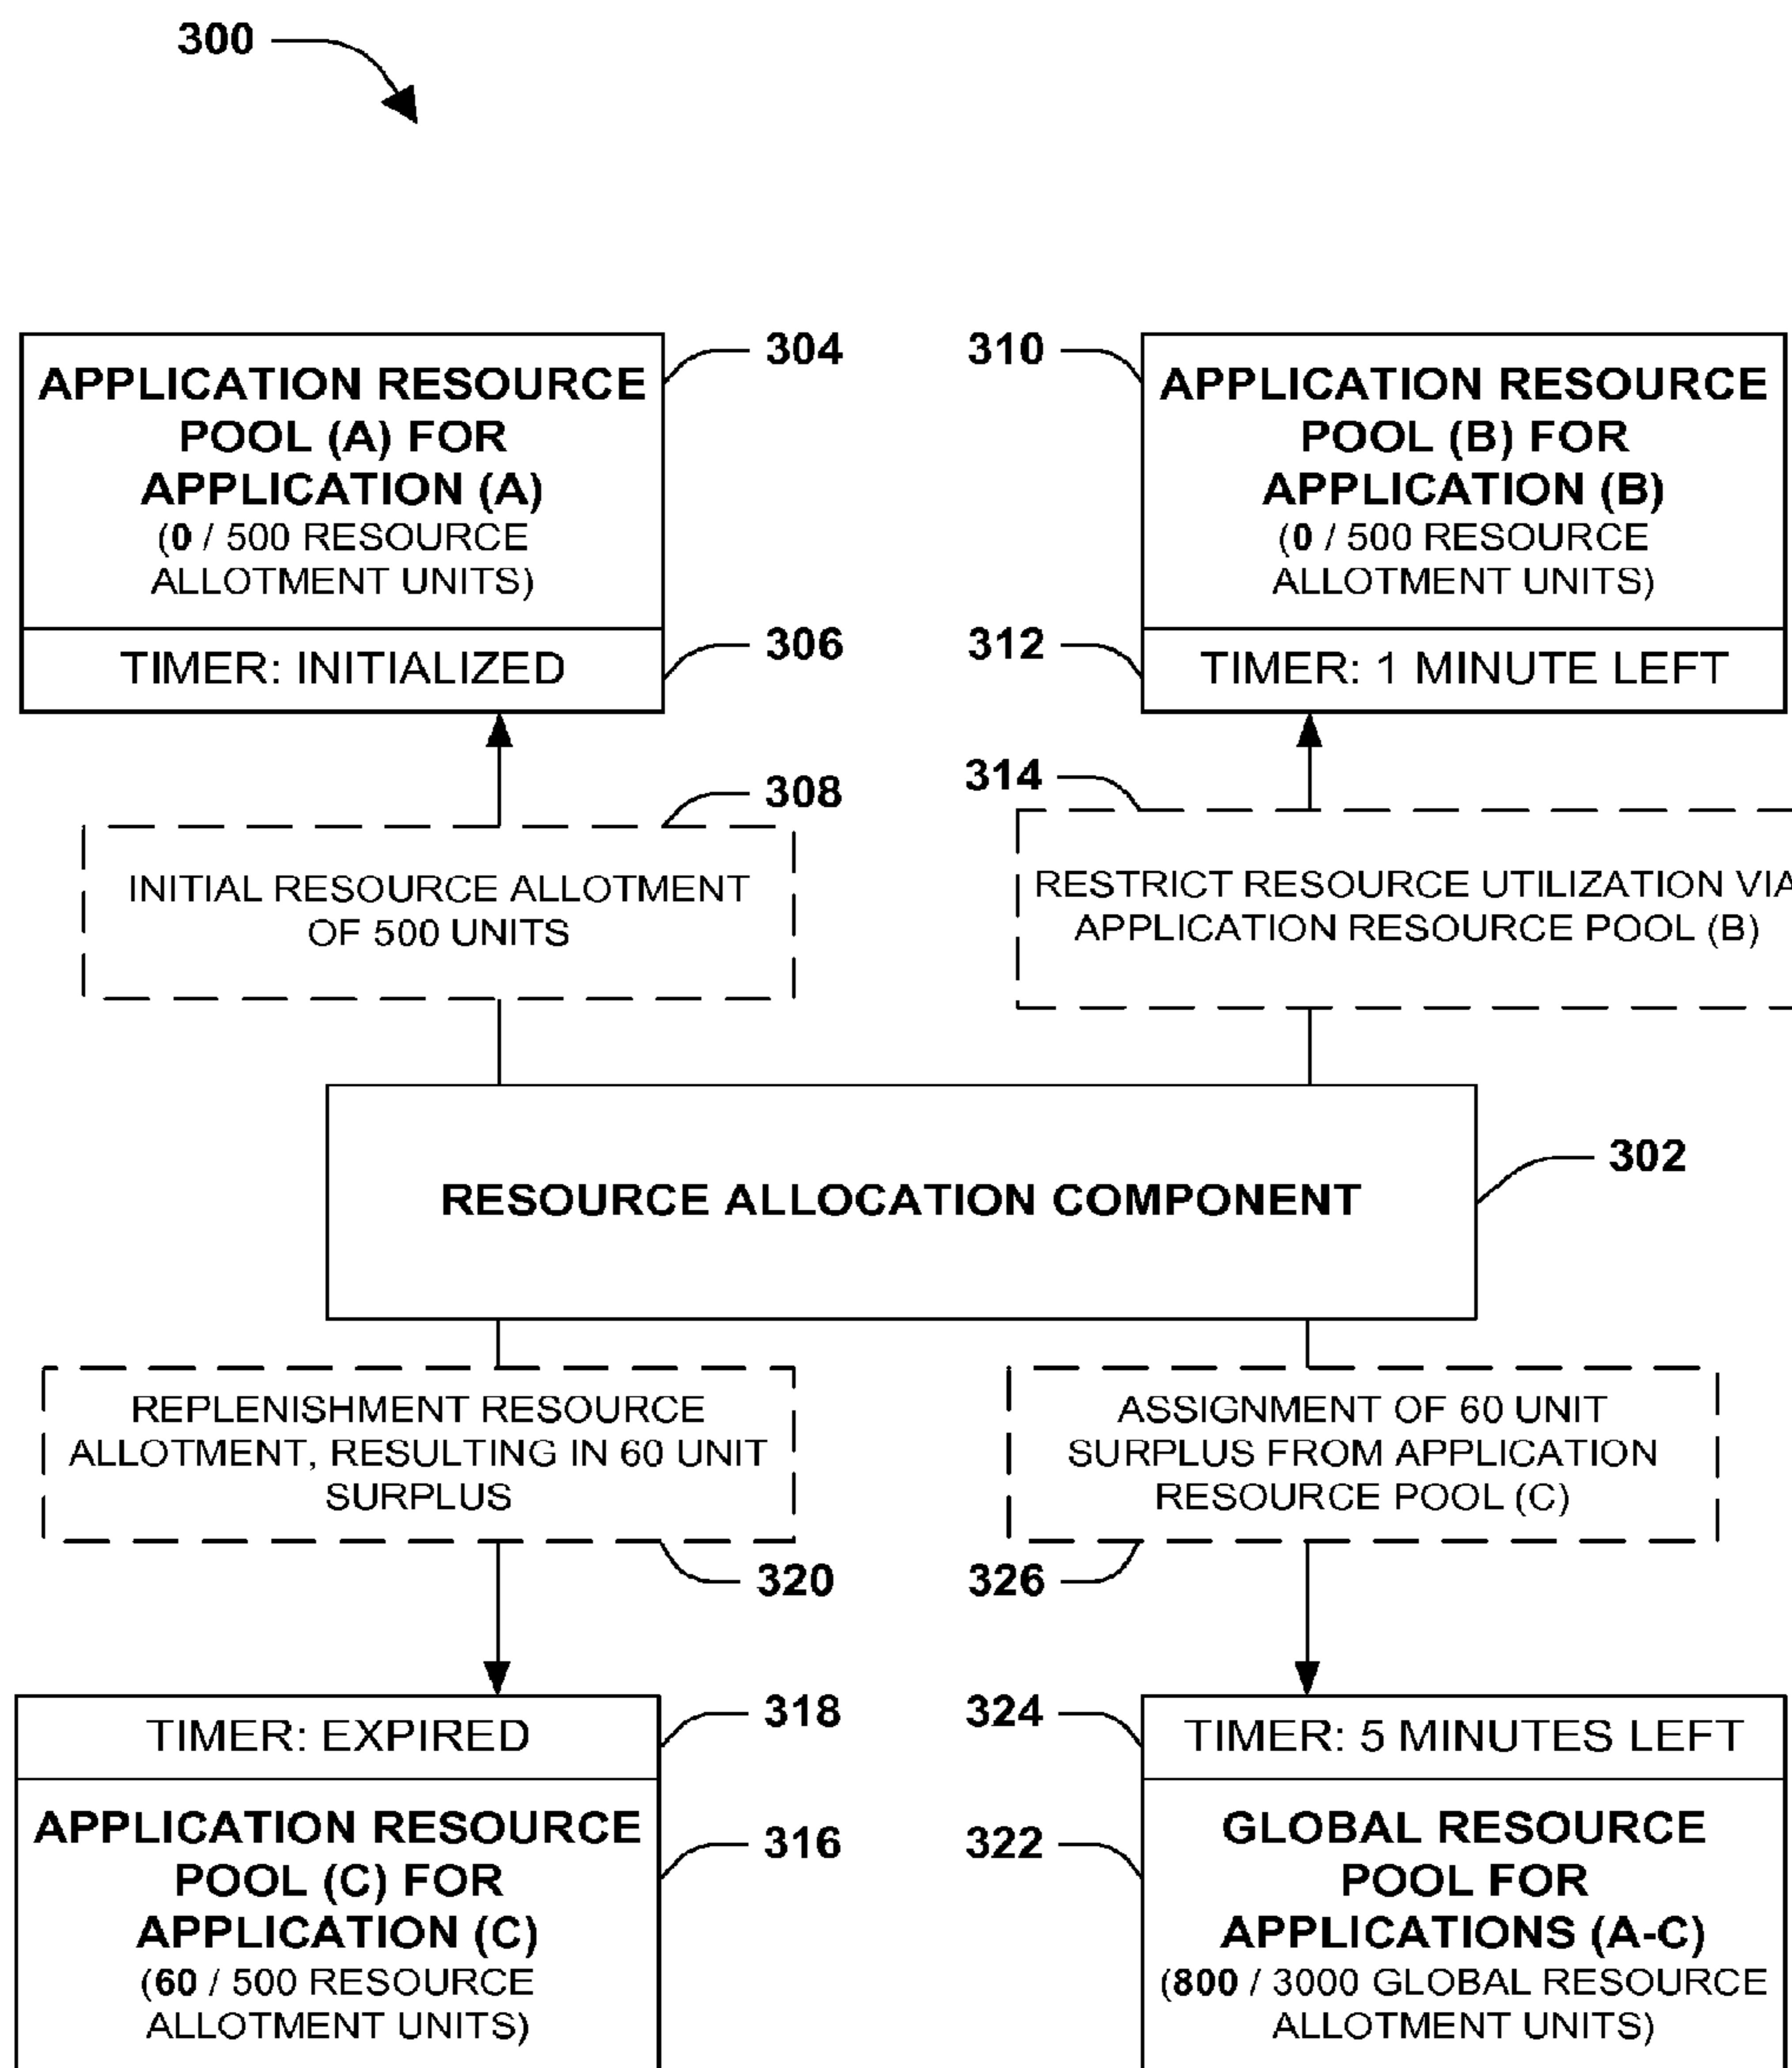 300
APPLICATION RESOURCE
POOL (A) FOR
APPLICATION (A)
(0 / 500 RESOURCE
ALLOTMENT UNITS)
304
TIMER: INITIALIZED
306
310
APPLICATION RESOURCE
POOL (B) FOR
APPLICATION (B)
(0 / 500 RESOURCE
ALLOTMENT UNITS)
312
TIMER: 1 MINUTE LEFT
308
INITIAL RESOURCE ALLOTMENT
OF 500 UNITS
314
RESTRICT RESOURCE UTILIZATION VIA
APPLICATION RESOURCE POOL (B)
RESOURCE ALLOCATION COMPONENT
302
REPLENISHMENT RESOURCE
ALLOTMENT, RESULTING IN 60 UNIT
SURPLUS
320
ASSIGNMENT OF 60 UNIT
SURPLUS FROM APPLICATION
RESOURCE POOL (C)
326
TIMER: EXPIRED
318
APPLICATION RESOURCE
POOL (C) FOR
APPLICATION (C)
(60 / 500 RESOURCE
ALLOTMENT UNITS)
316
324
TIMER: 5 MINUTES LEFT
322
GLOBAL RESOURCE
POOL FOR
APPLICATIONS (A-C)
(800 / 3000 GLOBAL RESOURCE
ALLOTMENT UNITS)